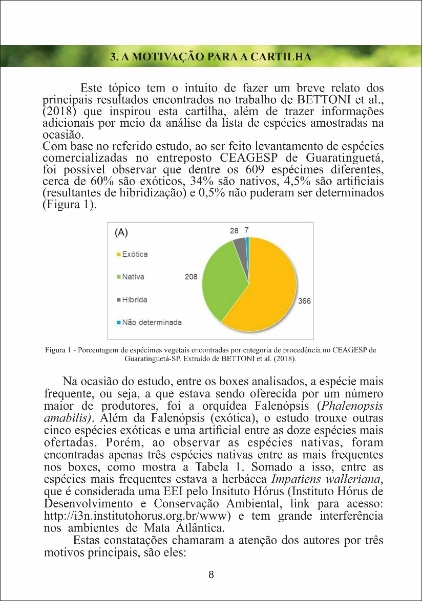 3. A MOTIVAÇÃO PARA A CARTILHA
Este tópico tem o intuito de fazer um breve relato dos
principais resultados encontrados no trabalho de BETTONI et al.,
(2018) que inspirou esta cartilha, além de trazer informações
adicionais por meio da análise da lista de espécies amostradas na
ocasião.
Com base no referido estudo, ao ser feito levantamento de espécies
comercializadas no entreposto CEAGESP de Guaratinguetá,
foi possível observar que dentre os 609 espécimes diferentes,
cerca de 60% são exóticos, 34% são nativos, 4,5% são artificiais
(resultantes de hibridização) e 0,5% não puderam ser determinados
(Figura 1).
(A)
28 7
Exótica
Nativa
208
Híbrida
366
Não determinada
Figura 1 - Porcentagem de espécimes vegetais encontradas por categoria de procedência no CEAGESP de
Guaratinguetá-SP. Extraído de BETTONI et al. (2018).
Na ocasião do estudo, entre os boxes analisados, a espécie mais
frequente, ou seja, a que estava sendo oferecida por um número
maior de produtores, foi a orquídea Falenópsis (Phalenopsis
amabilis). Além da Falenópsis (exótica), o estudo trouxe outras
cinco espécies exóticas e uma artificial entre as doze espécies mais
ofertadas. Porém, ao observar as espécies nativas, foram
encontradas apenas três espécies nativas entre as mais frequentes
nos boxes, como mostra a Tabela 1. Somado a isso, entre as
espécies mais frequentes estava a herbácea Impatiens walleriana,
que é considerada uma EEI pelo Insituto Hórus (Instituto Hórus de
Desenvolvimento e Conservação Ambiental, link para acesso:
http://i3n.institutohorus.org.br/www) e tem grande interferência
nos ambientes de Mata Atlântica.
Estas constatações chamaram a atenção dos autores por três
motivos principais, são eles:
8